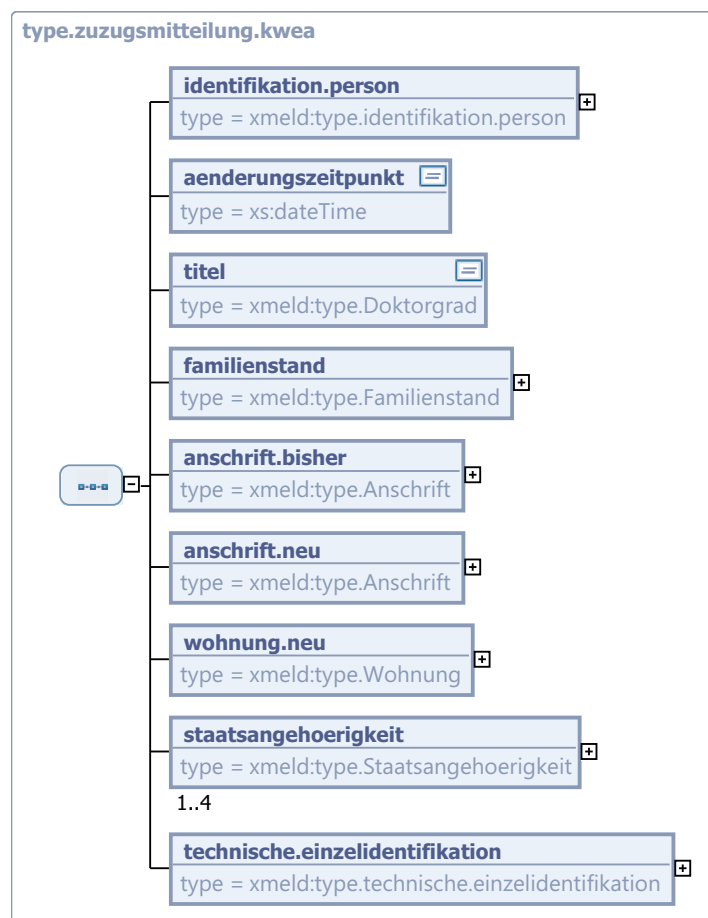 type.zuzugsmitteilung.kwea
identifikation.person
type = xmeld:type.identifikation.person
aenderungszeitpunkt
type = xs:dateTime
titel
type = xmeld:type.Doktorgrad
familienstand
type = xmeld:type.Familienstand
anschrift.bisher
type = xmeld:type.Anschrift
anschrift.neu
type = xmeld:type.Anschrift
wohnung.neu
type = xmeld:type.Wohnung
staatsangehoerigkeit
type = xmeld:type.Staatsangehoerigkeit
1..4
technische.einzelidentifikation
type = xmeld:type.technische.einzelidentifikation